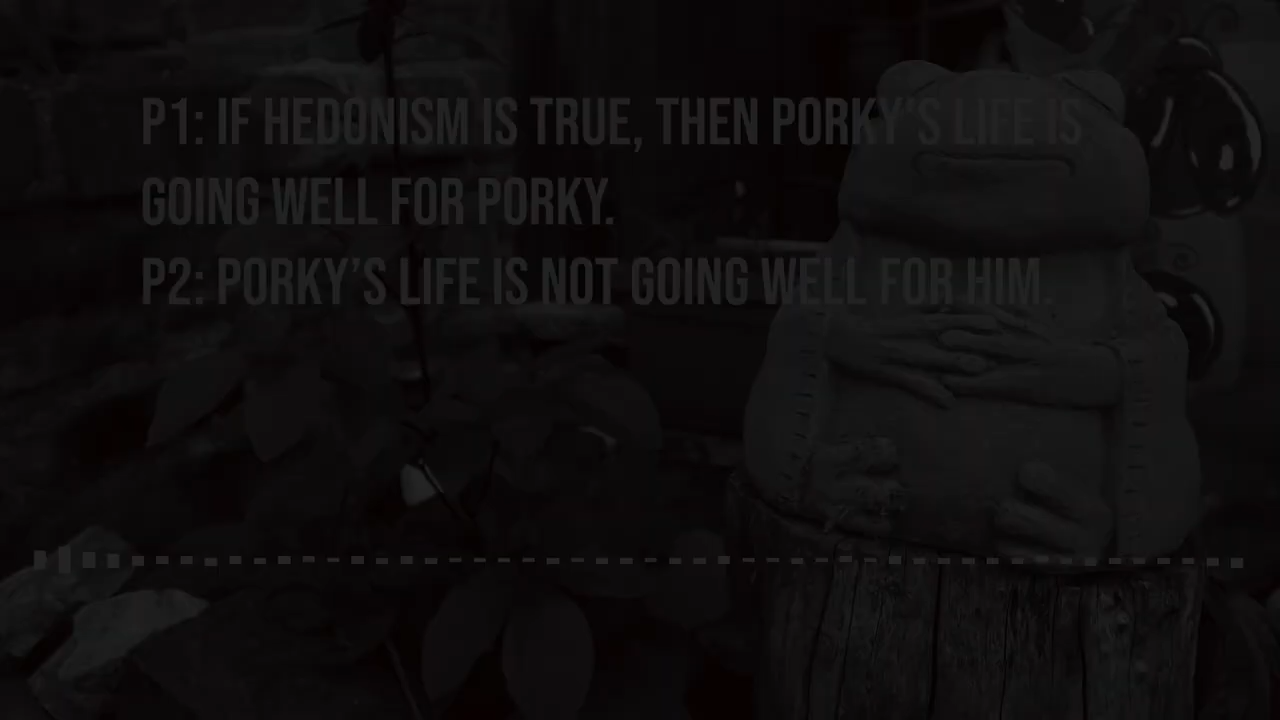 P1: IF HEDONISM IS TRUE, THEN PORKY’S LIFE IS
GOING WELL FOR PORKY.
P2: PORKY’S LIFE IS NOT GOING WELL FOR HIM.